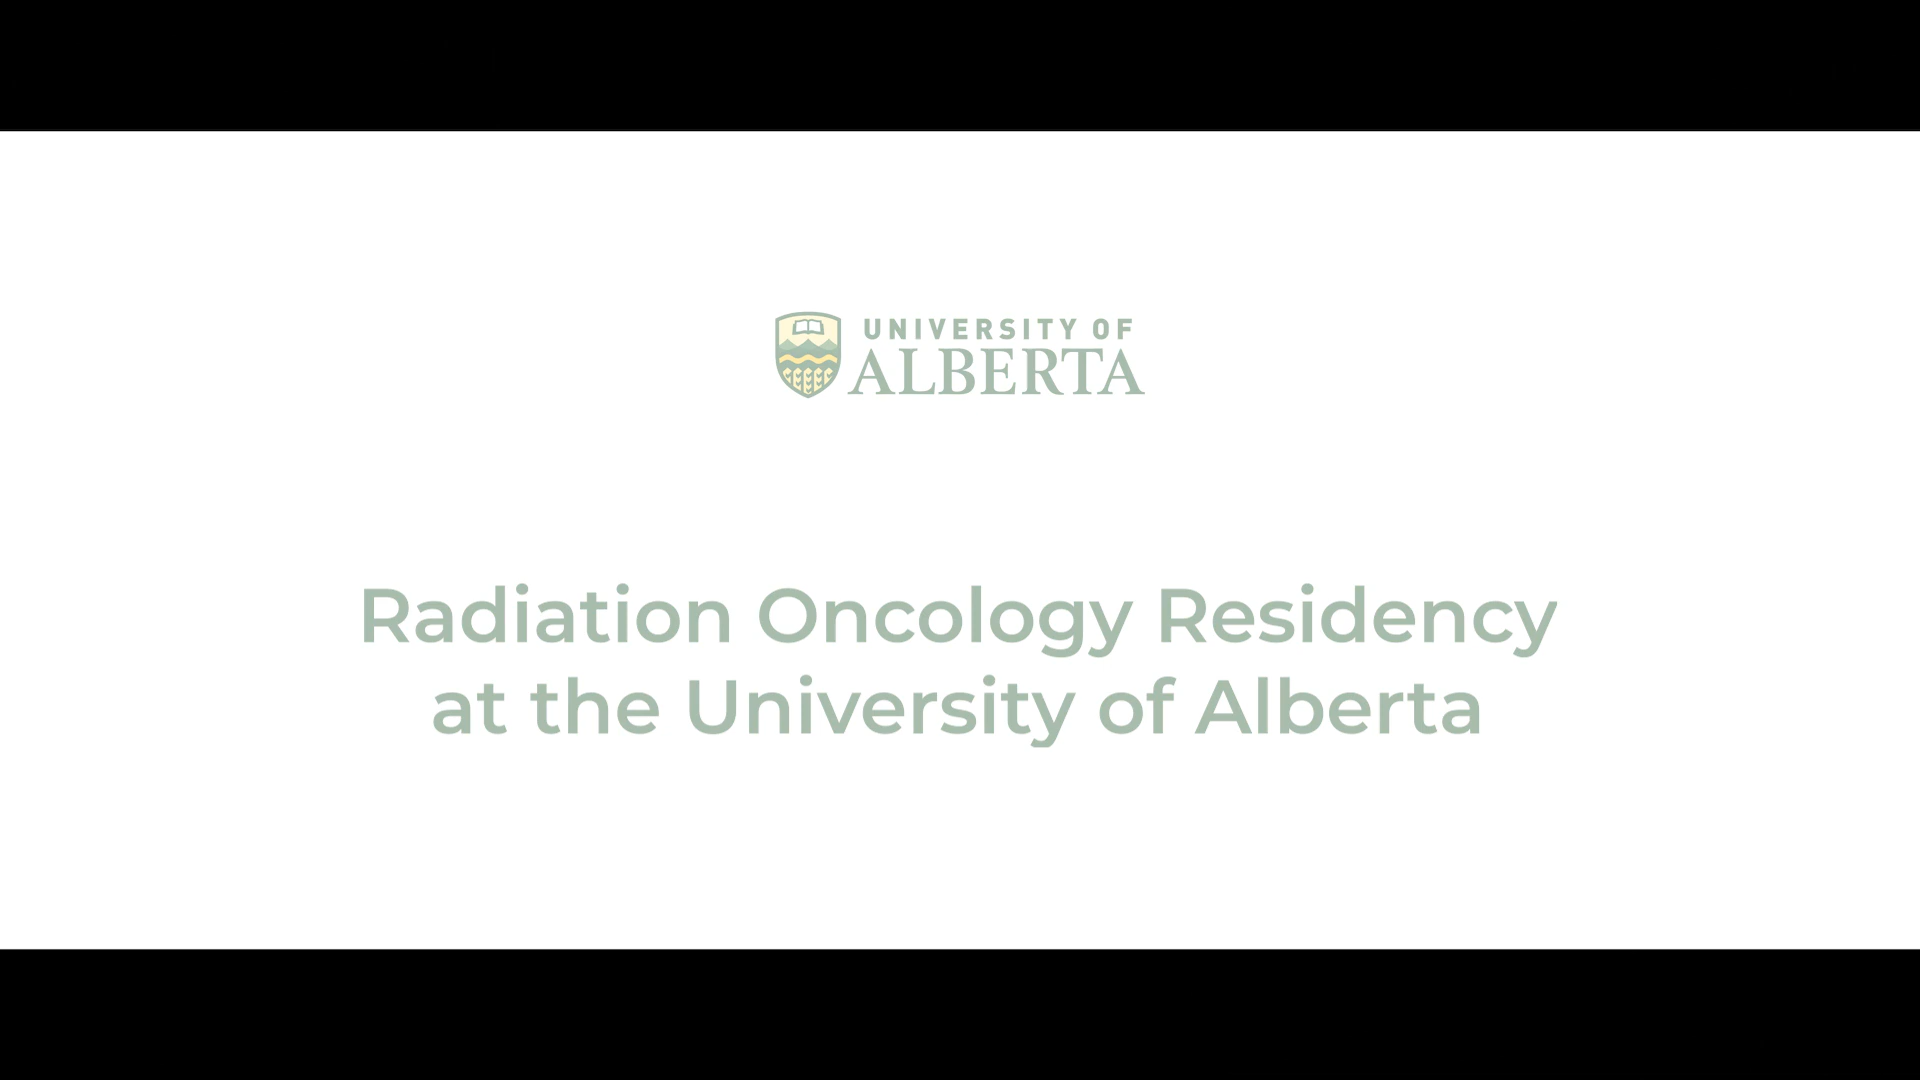 UNIVERSITY OF
ALBERTA
Radiation Oncology Residency
at the University of Alberta